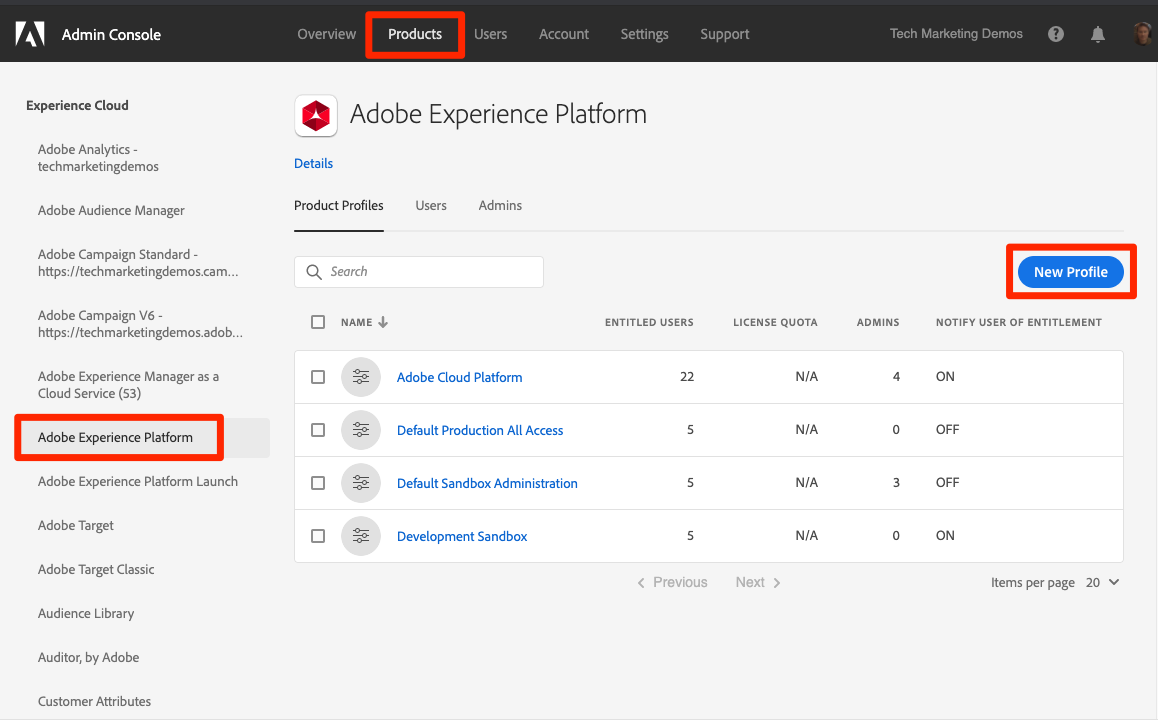 Admin Console
Overview Products Users Account Settings Support Tech Marketing Demos
Experience Cloud
Adobe Analytics -
techmarketingdemos
Adobe Audience Manager
Adobe Campaign Standard -
https://techmarketingdemos.cam...
Adobe Campaign V6 -
https://techmarketingdemos.adob...
Adobe Experience Manager as a
Cloud Service (53)
Adobe Experience Platform
Adobe Experience Platform Launch
Adobe Target
Adobe Target Classic
Audience Library
Auditor, by Adobe
Customer Attributes
Adobe Experience Platform
Details
Product Profiles Users Admins
Search
New Profile
NAME ENTITLED USERS LICENSE QUOTA ADMINS NOTIFY USER OF ENTITLEMENT
Adobe Cloud Platform 22 N/A 4 ON
Default Production All Access 5 N/A 0 OFF
Default Sandbox Administration 5 N/A 3 OFF
Development Sandbox 5 N/A 0 ON
Previous Next Items per page 20